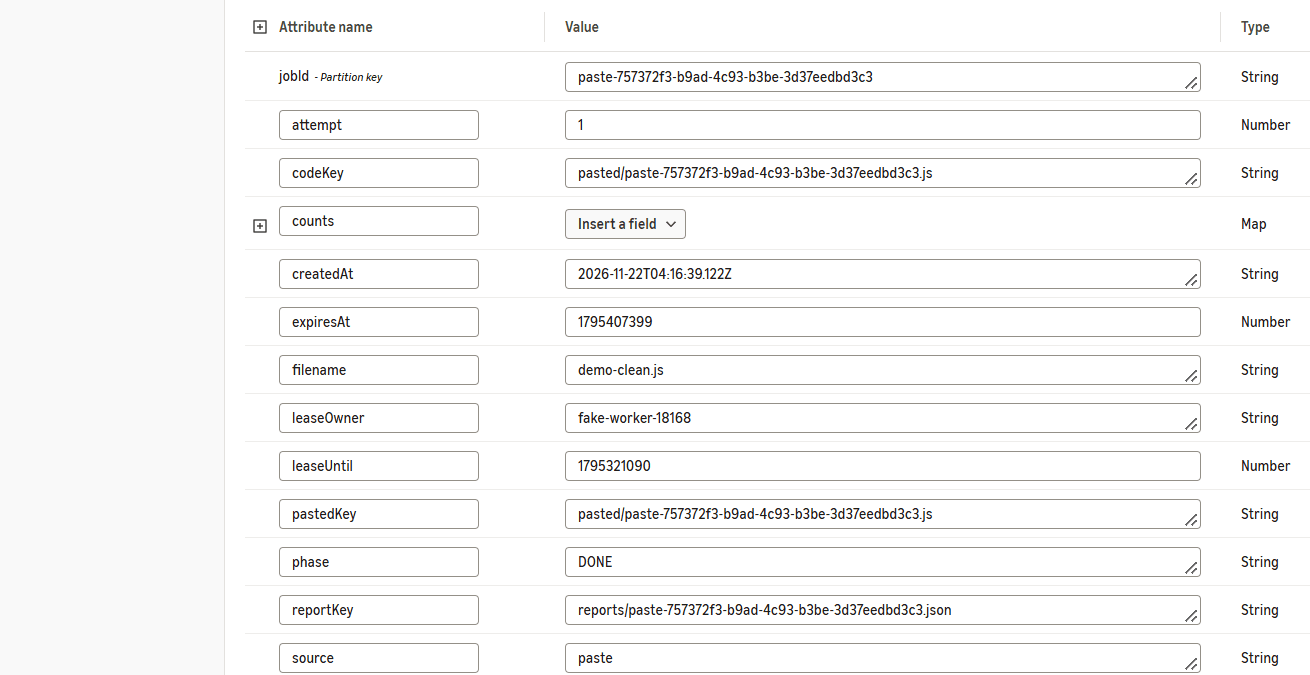 Attribute name Value Type
jobId - Partition key paste-757372f3-b9ad-4c93-b3be-3d37eedbd3c3 String
attempt 1 Number
codeKey pasted/paste-757372f3-b9ad-4c93-b3be-3d37eedbd3c3.js String
counts Insert a field Map
createdAt 2026-11-22T04:16:39.122Z String
expiresAt 1795407399 Number
filename demo-clean.js String
leaseOwner fake-worker-18168 String
leaseUntil 1795321090 Number
pastedKey pasted/paste-757372f3-b9ad-4c93-b3be-3d37eedbd3c3.js String
phase DONE String
reportKey reports/paste-757372f3-b9ad-4c93-b3be-3d37eedbd3c3.json String
source paste String